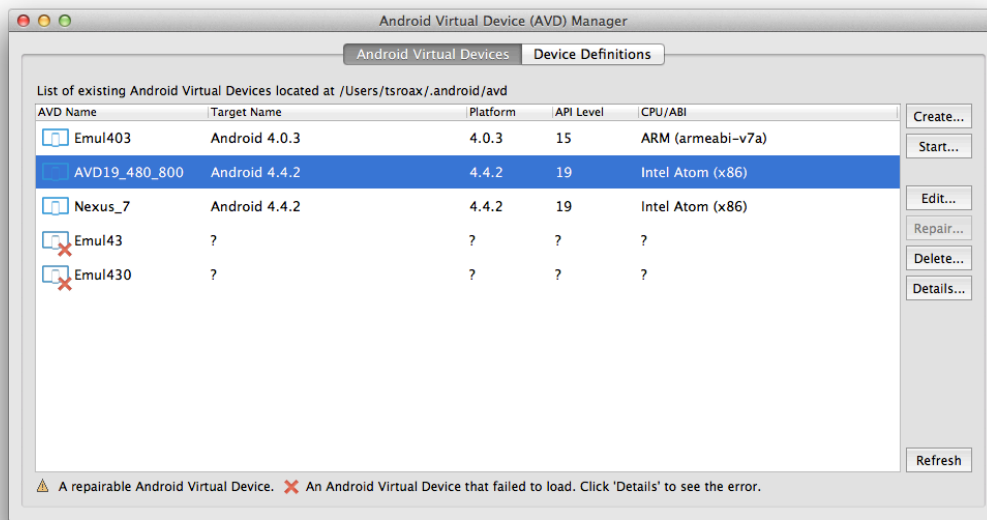 Android Virtual Device (AVD) Manager
Android Virtual Devices Device Definitions
List of existing Android Virtual Devices located at /Users/tsroax/.android/avd
AVD Name Target Name Platform API Level CPU/ABI
Emul403 Android 4.0.3 4.0.3 15 ARM (armeabi-v7a)
AVD19_480_800 Android 4.4.2 4.4.2 19 Intel Atom (x86)
Nexus_7 Android 4.4.2 4.4.2 19 Intel Atom (x86)
Emul43 ? ? ? ?
Emul430 ? ? ? ?
Create...
Start...
Edit...
Repair...
Delete...
Details...
Refresh
A repairable Android Virtual Device. An Android Virtual Device that failed to load. Click 'Details' to see the error.